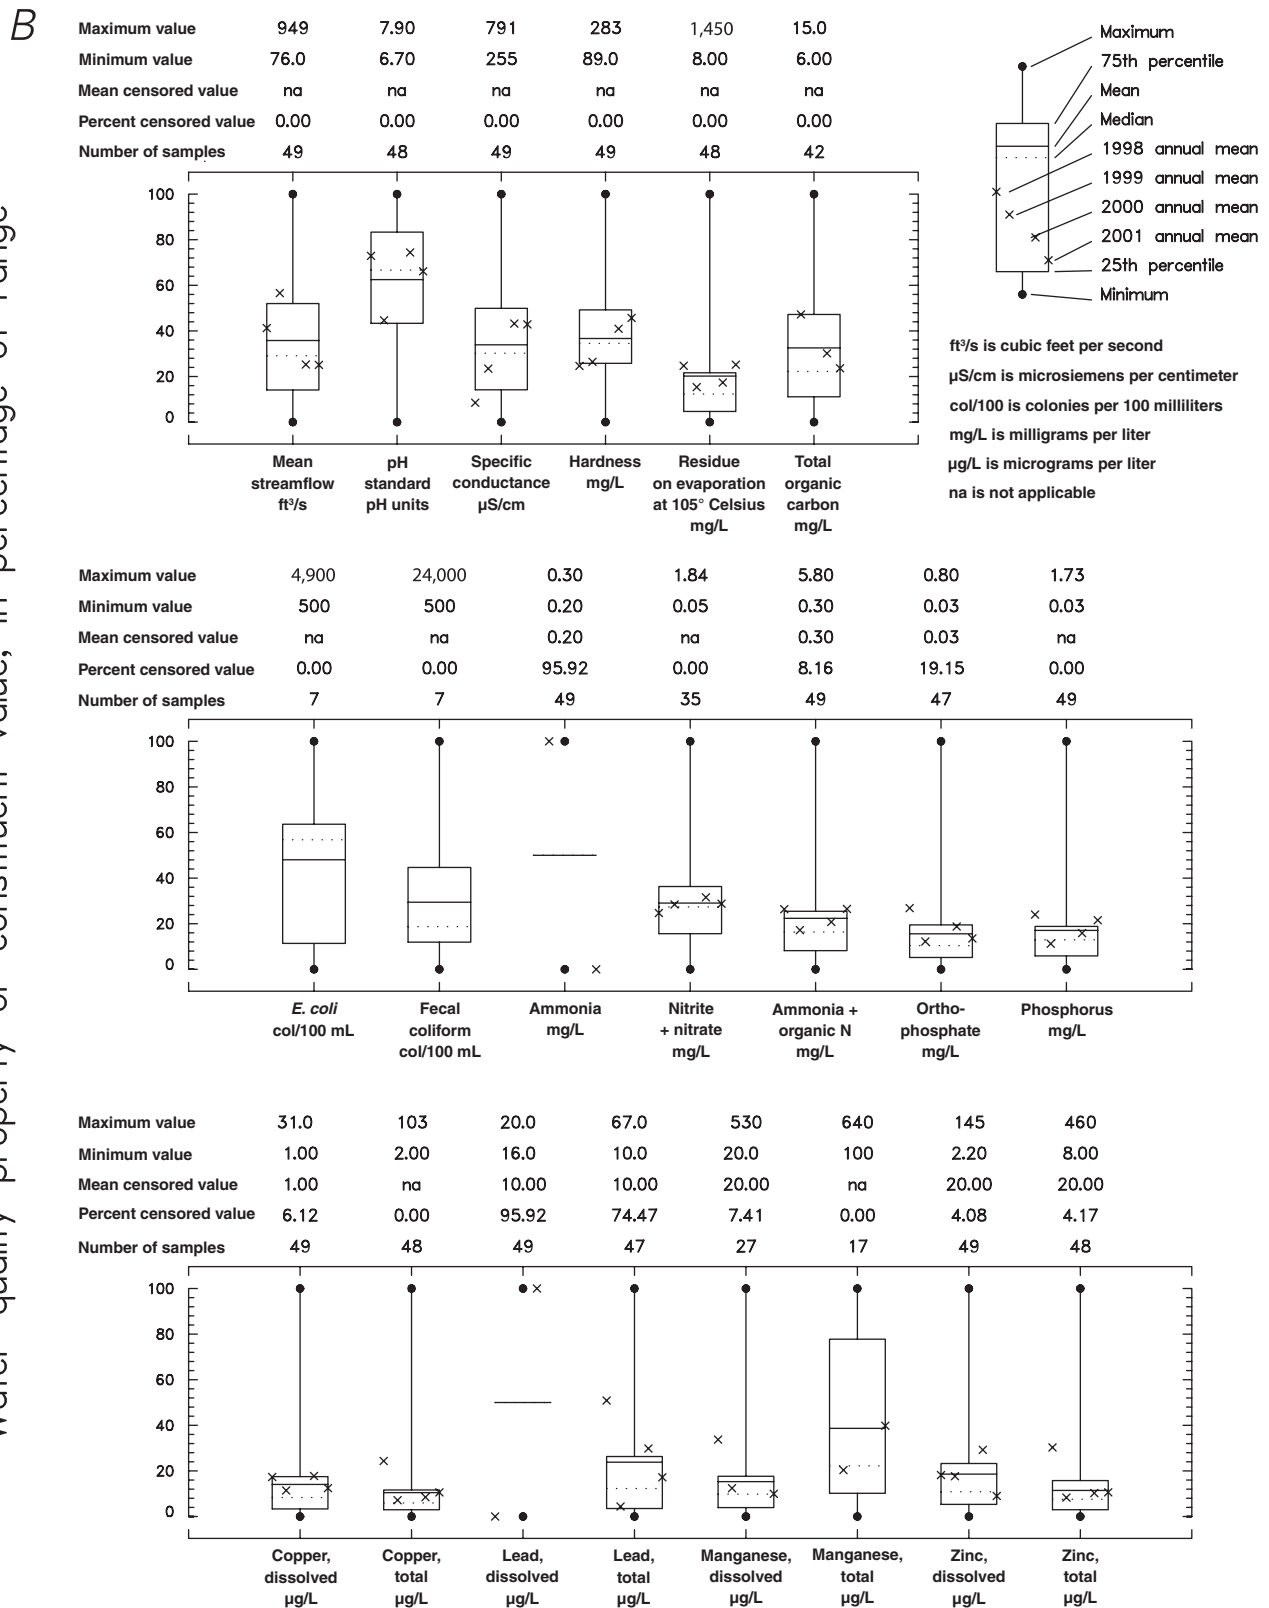 B
Maximum value 949 7.90 791 283 1,450 15.0
Minimum value 76.0 6.70 255 89.0 8.00 6.00
Mean censored value na na na na na na
Percent censored value 0.00 0.00 0.00 0.00 0.00 0.00
Number of samples 49 48 49 49 48 42
Maximum
75th percentile
Mean
Median
1998 annual mean
1999 annual mean
2000 annual mean
2001 annual mean
25th percentile
Minimum
ft³/s is cubic feet per second
µS/cm is microsiemens per centimeter
col/100 is colonies per 100 milliliters
mg/L is milligrams per liter
µg/L is micrograms per liter
na is not applicable
100
80
60
40
20
0
Mean pH Specific Hardness Residue Total
streamflow standard conductance mg/L on evaporation organic
ft³/s pH units µS/cm at 105° Celsius carbon
mg/L mg/L
Maximum value 4,900 24,000 0.30 1.84 5.80 0.80 1.73
Minimum value 500 500 0.20 0.05 0.30 0.03 0.03
Mean censored value na na 0.20 na 0.30 0.03 na
Percent censored value 0.00 0.00 95.92 0.00 8.16 19.15 0.00
Number of samples 7 7 49 35 49 47 49
100
80
60
40
20
0
E. coli Fecal Ammonia Nitrite Ammonia + Ortho- Phosphorus
col/100 mL coliform mg/L + nitrate organic N phosphate mg/L
col/100 mL mg/L mg/L mg/L
Maximum value 31.0 103 20.0 67.0 530 640 145 460
Minimum value 1.00 2.00 16.0 10.0 20.0 100 2.20 8.00
Mean censored value 1.00 na 10.00 10.00 20.00 na 20.00 20.00
Percent censored value 6.12 0.00 95.92 74.47 7.41 0.00 4.08 4.17
Number of samples 49 48 49 47 27 17 49 48
100
80
60
40
20
0
Copper, Copper, Lead, Lead, Manganese, Manganese, Zinc, Zinc,
dissolved total dissolved total dissolved total dissolved total
µg/L µg/L µg/L µg/L µg/L µg/L µg/L µg/L